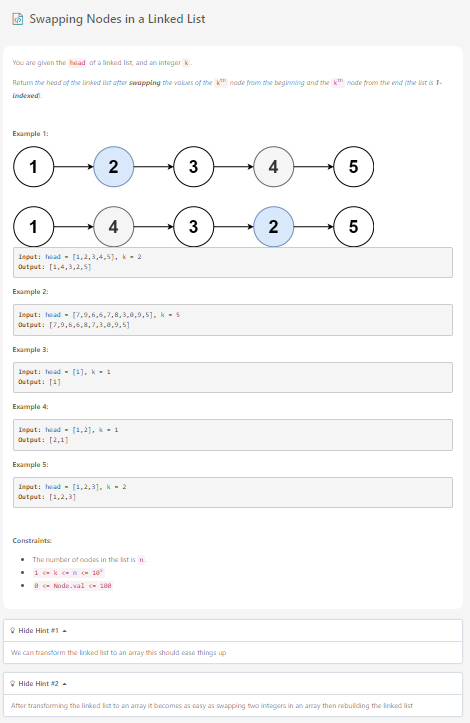 Swapping Nodes in a Linked List
You are given the head of a linked list, and an integer k.
Return the head of the linked list after swapping the values of the kth node from the beginning and the kth node from the end (the list is 1-
indexed).
Example 1:
1 2 3 4 5
1 4 3 2 5
Input: head = [1,2,3,4,5], k = 2
Output: [1,4,3,2,5]
Example 2:
Input: head = [7,9,6,6,7,8,3,0,9,5], k = 5
Output: [7,9,6,6,8,7,3,0,9,5]
Example 3:
Input: head = [1], k = 1
Output: [1]
Example 4:
Input: head = [1,2], k = 1
Output: [2,1]
Example 5:
Input: head = [1,2,3], k = 2
Output: [1,2,3]
Constraints:
• The number of nodes in the list is n.
• 1 <= k <= n <= 10⁵
• 0 <= Node.val <= 100
Hide Hint #1
We can transform the linked list to an array this should ease things up
Hide Hint #2
After transforming the linked list to an array it becomes as easy as swapping two integers in an array then rebuilding the linked list